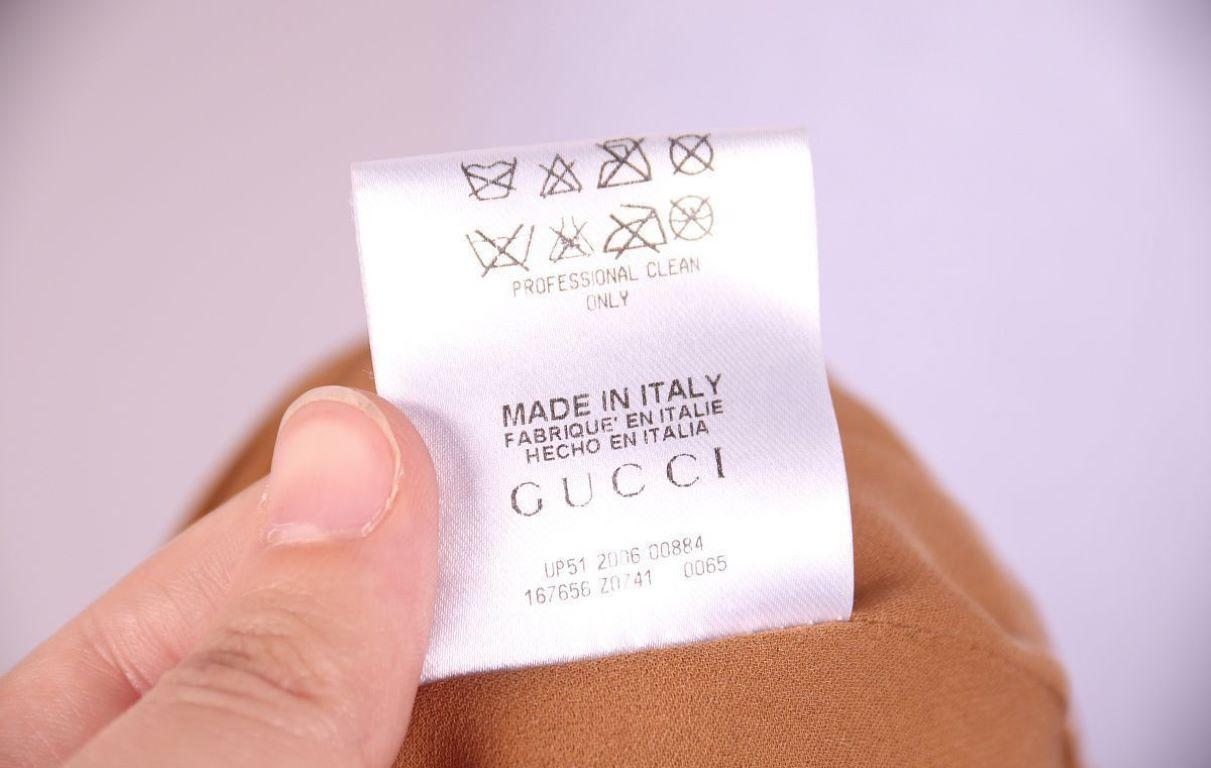 PROFESSIONAL CLEAN
ONLY
MADE IN ITALY
FABRIQUE' EN ITALIE
HECHO EN ITALIA
GUCCI
UP51 2006 00884
167656 Z0741 0065